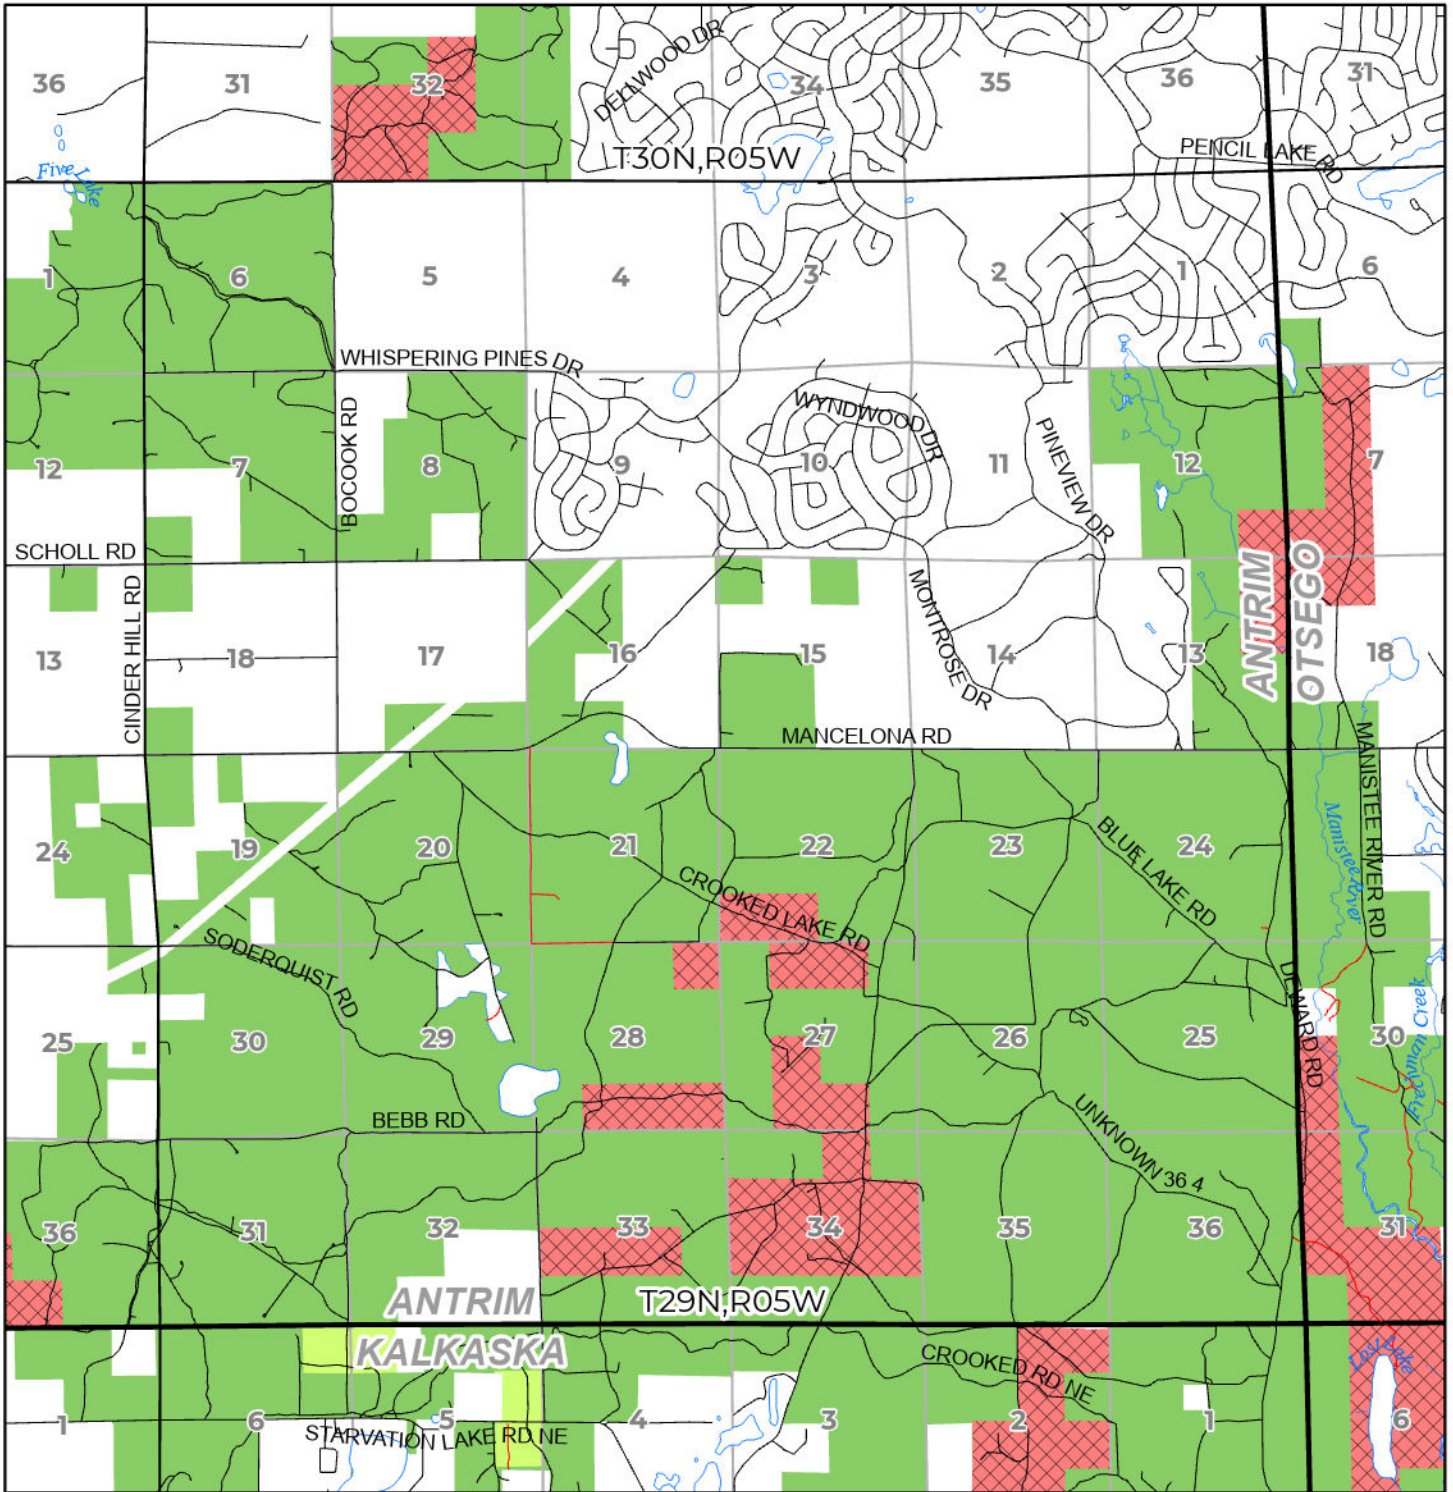 DELLWOOD DR
36
31
32
34
35
36
31
T30N,R05W
PENCIL LAKE RD
Five Lake
1
6
5
4
3
2
1
6
WHISPERING PINES DR
BOCOOK RD
WYNDWOOD DR
PINEVIEW DR
12
7
8
9
10
11
12
7
SCHOLL RD
CINDER HILL RD
MONTROSE DR
ANTRIM
OTSEGO
13
18
17
16
15
14
13
18
MANCELONA RD
MANISTEE RIVER RD
Manistee River
24
19
20
21
22
23
24
BLUE LAKE RD
CROOKED LAKE RD
SODERQUIST RD
DEWARD RD
Frenchman Creek
25
30
29
28
27
26
25
30
BEBB RD
UNKNOWN 36 4
36
31
32
33
34
35
36
31
ANTRIM
T29N,R05W
KALKASKA
CROOKED RD NE
Lost Lake
1
6
5
4
3
2
1
6
STARVATION LAKE RD NE